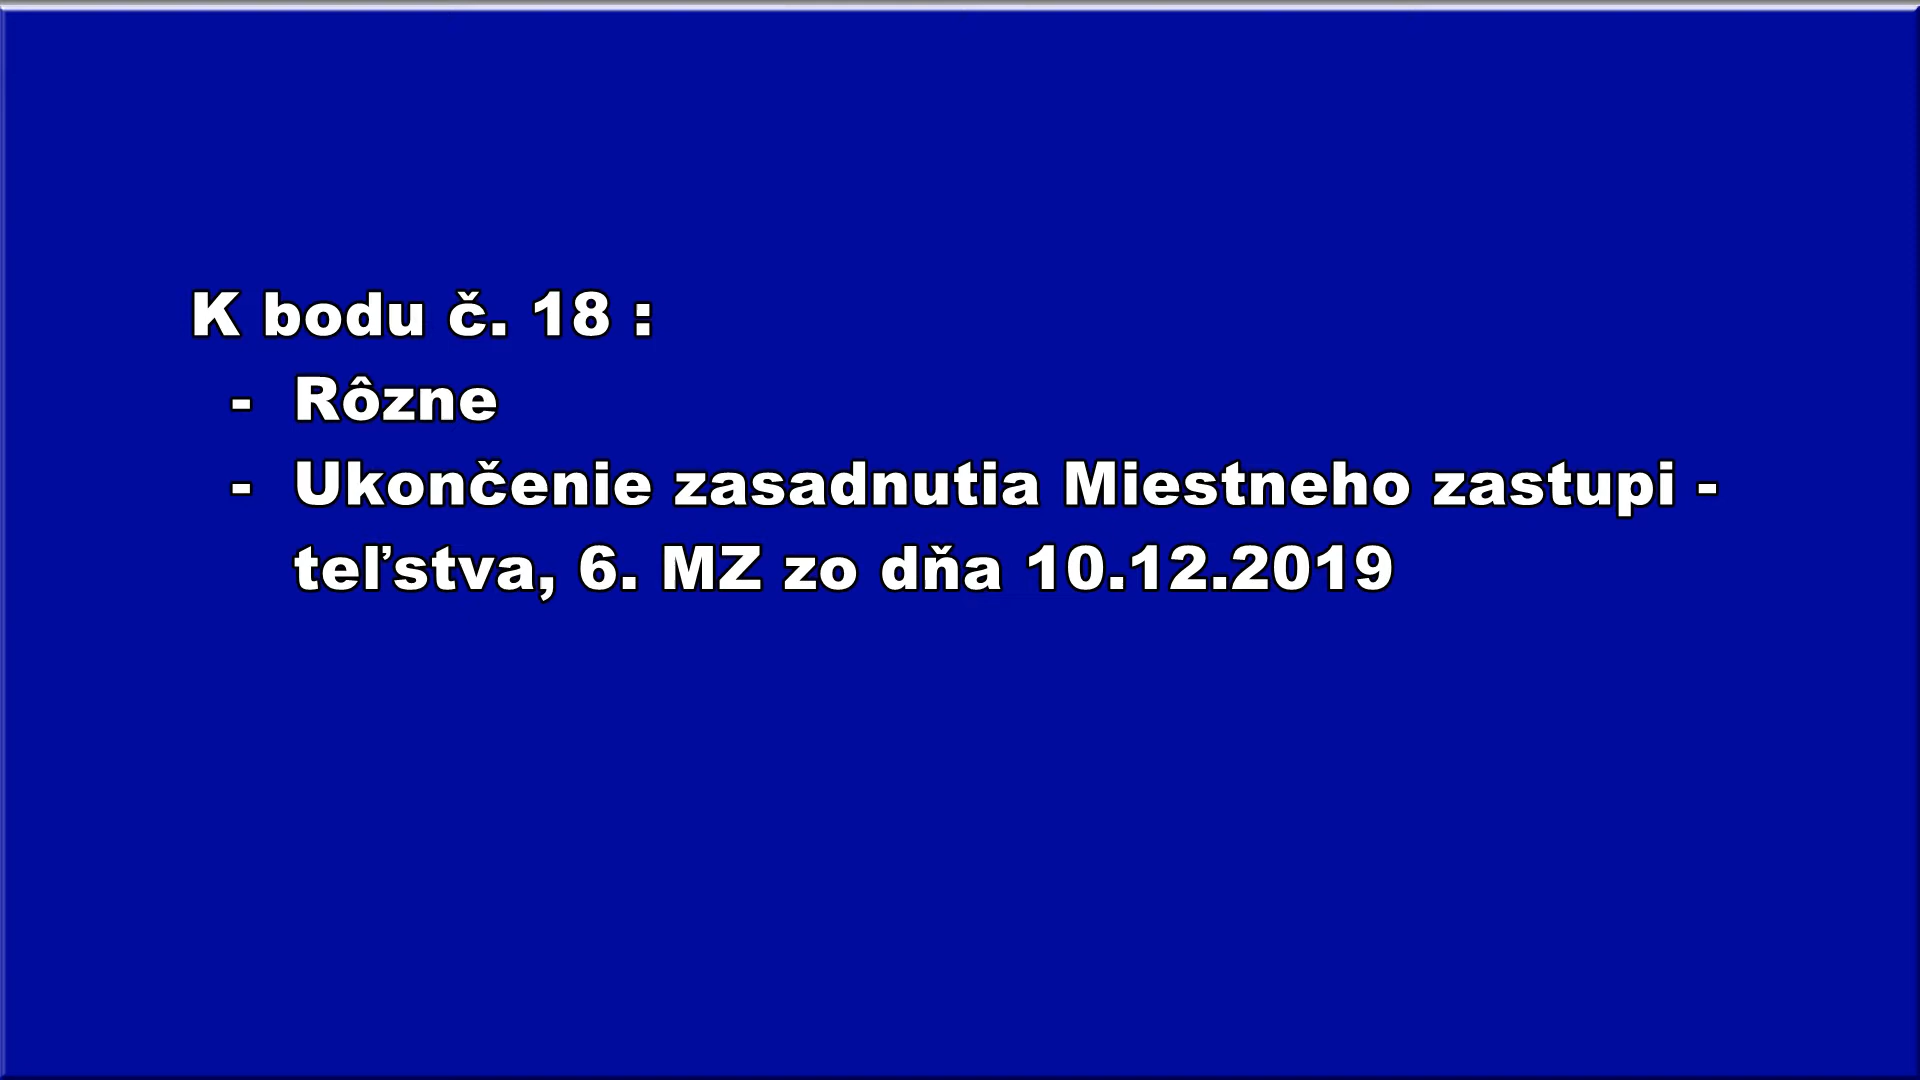 K bodu č. 18 :
- Rôzne
- Ukončenie zasadnutia Miestneho zastupi -
teľstva, 6. MZ zo dňa 10.12.2019